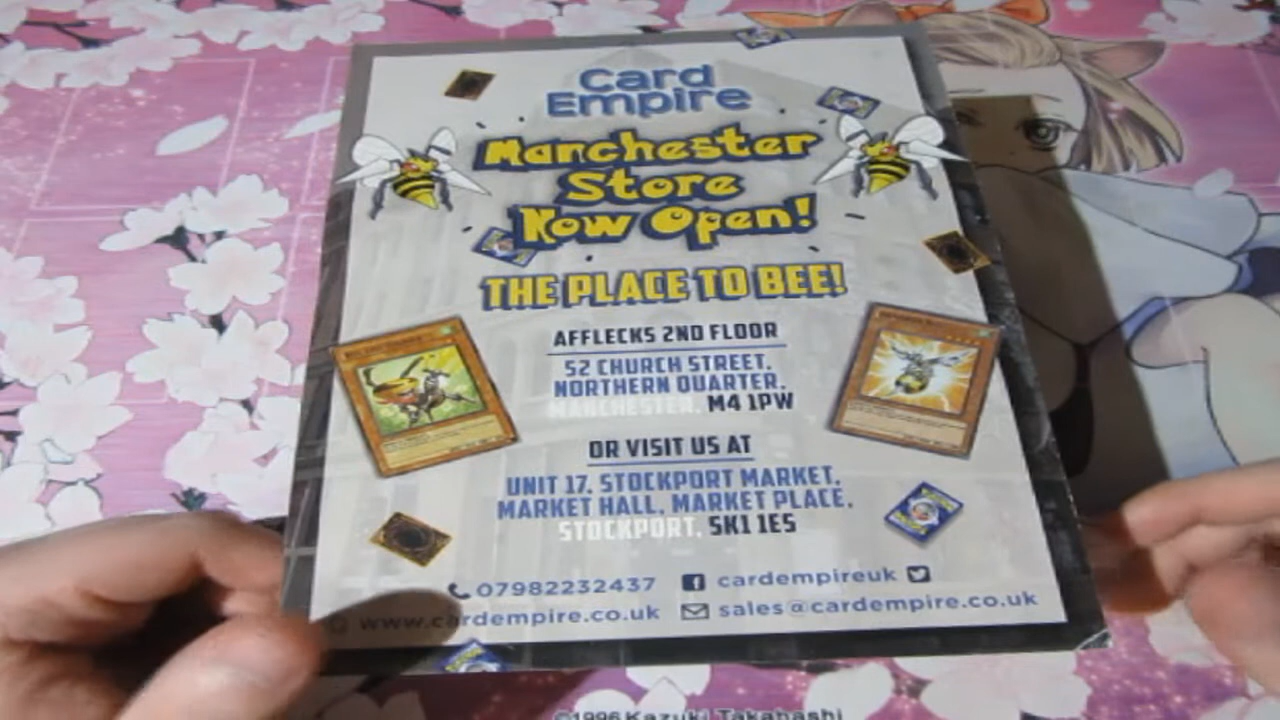 Card
Empire
Manchester
Store
Now Open!
THE PLACE TO BEE!
AFFLECKS 2ND FLOOR
52 CHURCH STREET,
NORTHERN QUARTER,
MANCHESTER, M4 1PW
OR VISIT US AT
UNIT 17, STOCKPORT MARKET,
MARKET HALL, MARKET PLACE,
STOCKPORT, SK1 1ES
07982232437 cardempireuk
www.cardempire.co.uk sales@cardempire.co.uk
©1996 Kazuki Takahashi